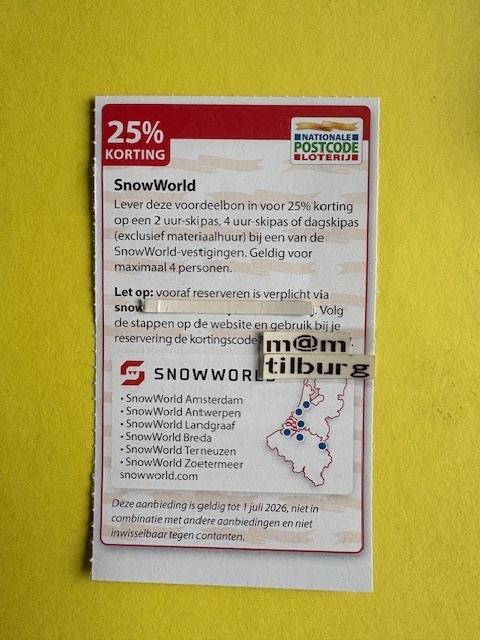 25%
KORTING
NATIONALE
POSTCODE
LOTERIJ
SnowWorld
Lever deze voordeelbon in voor 25% korting
op een 2 uur-skipas, 4 uur-skipas of dagskipas
(exclusief materiaalhuur) bij een van de
SnowWorld-vestigingen. Geldig voor
maximaal 4 personen.
Let op: vooraf reserveren is verplicht via
snow Volg
de stappen op de website en gebruik bij je
reservering de kortingscode
m@m
tilburg
SNOWWORLD
• SnowWorld Amsterdam
• SnowWorld Antwerpen
• SnowWorld Landgraaf
• SnowWorld Breda
• SnowWorld Terneuzen
• SnowWorld Zoetermeer
snowworld.com
Deze aanbieding is geldig tot 1 juli 2026, niet in
combinatie met andere aanbiedingen en niet
inwisselbaar tegen contanten.